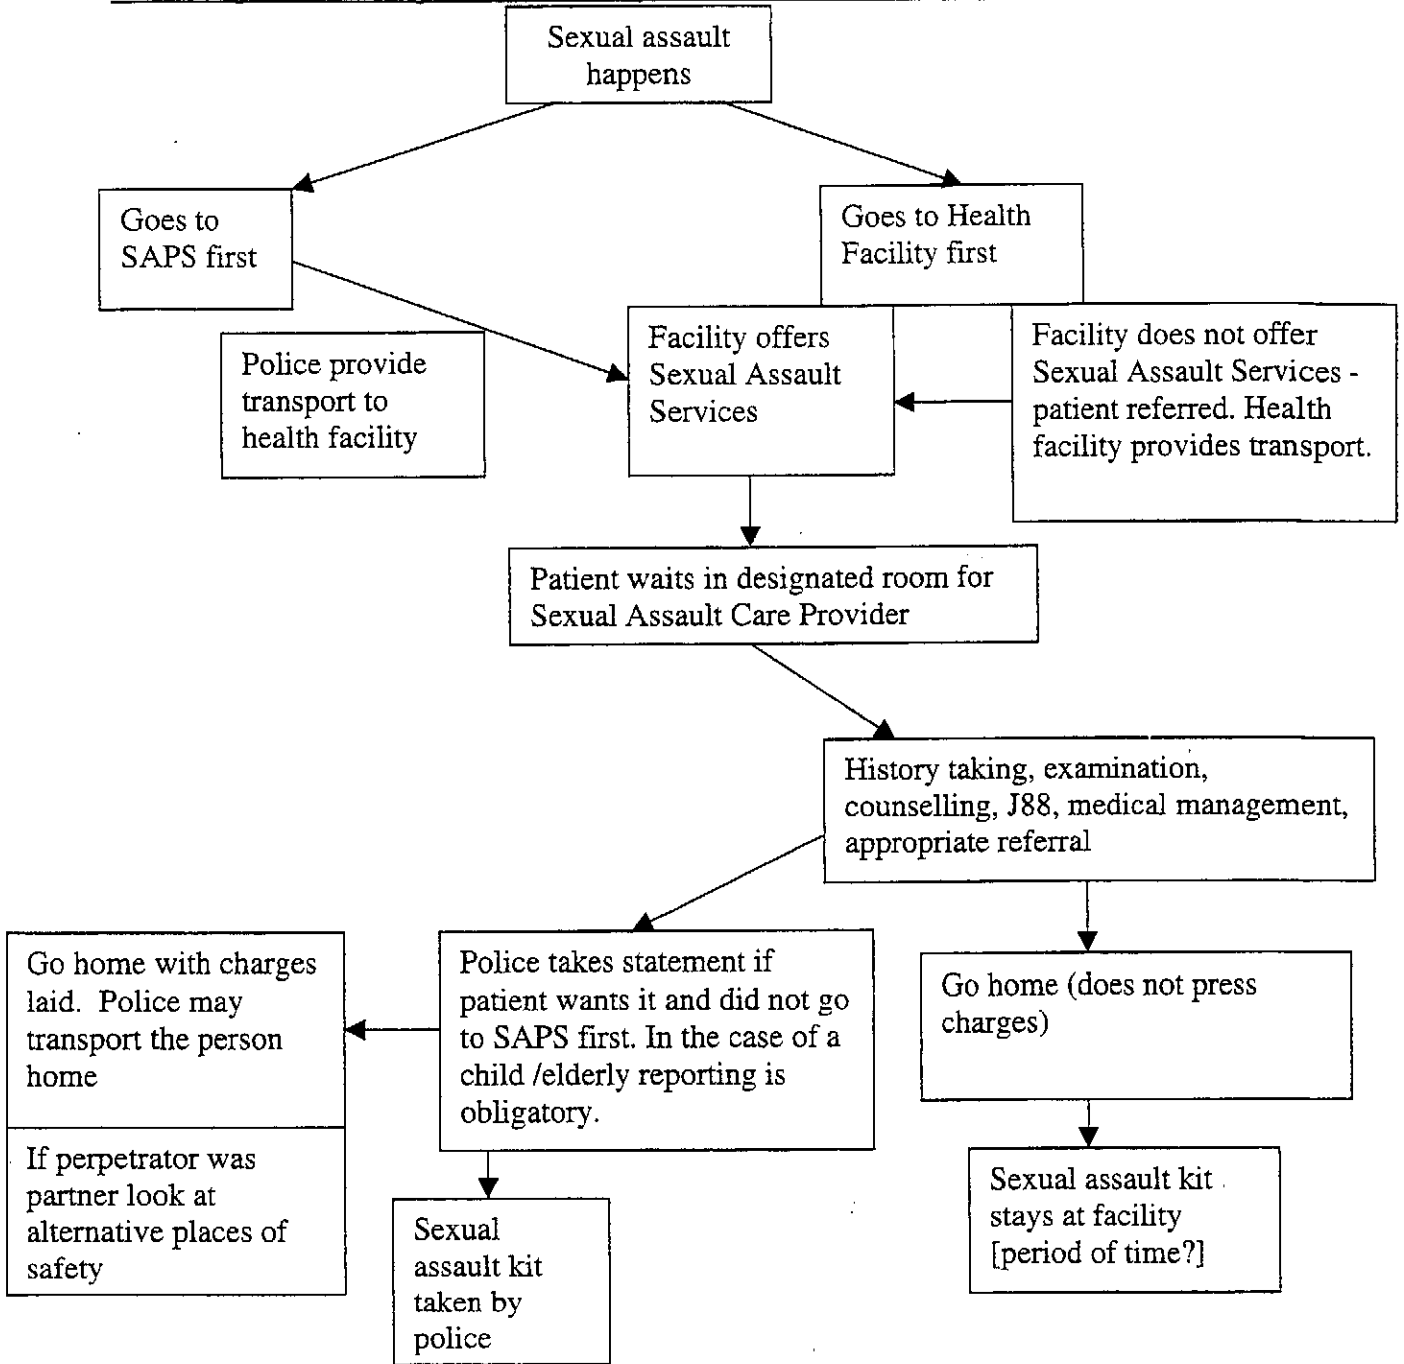 Sexual assault
happens
Goes to
SAPS first
Goes to Health
Facility first
Police provide
transport to
health facility
Facility offers
Sexual Assault
Services
Facility does not offer
Sexual Assault Services -
patient referred. Health
facility provides transport.
Patient waits in designated room for
Sexual Assault Care Provider
History taking, examination,
counselling, J88, medical management,
appropriate referral
Go home with charges
laid.  Police may
transport the person
home
If perpetrator was
partner look at
alternative places of
safety
Police takes statement if
patient wants it and did not go
to SAPS first. In the case of a
child /elderly reporting is
obligatory.
Sexual
assault kit
taken by
police
Go home (does not press
charges)
Sexual assault kit
stays at facility
[period of time?]